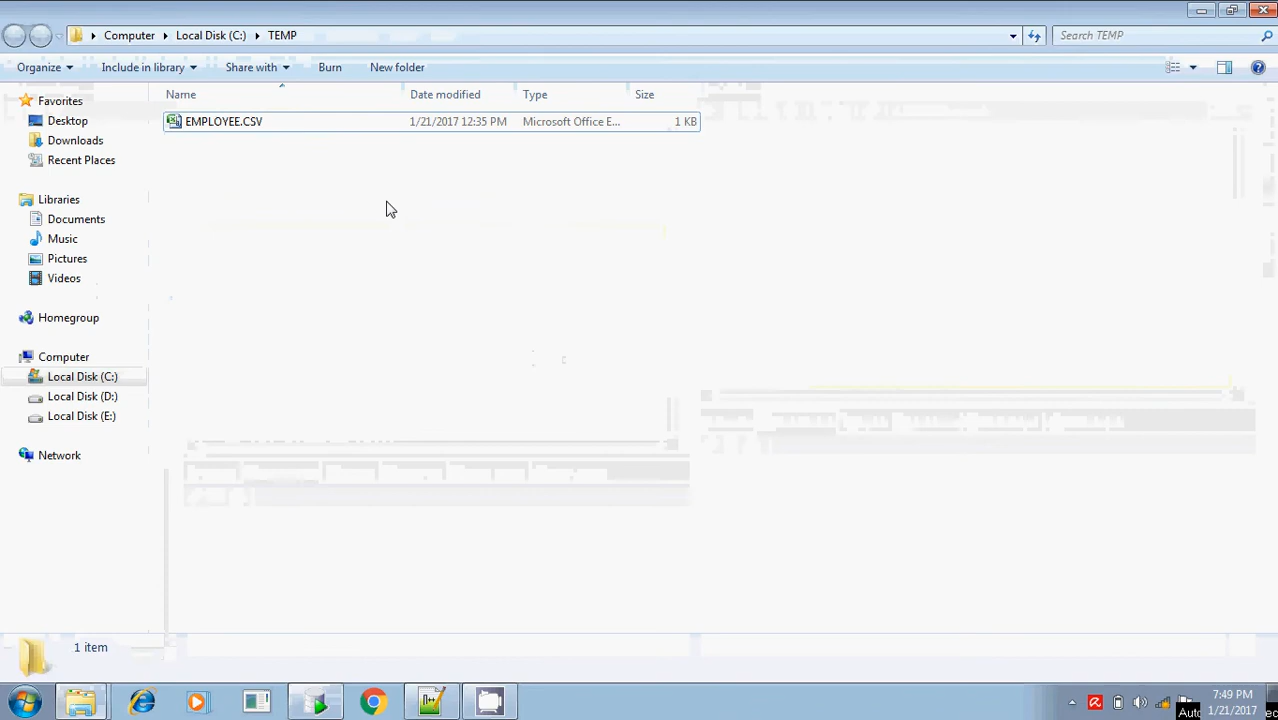 Computer Local Disk (C:) TEMP Search TEMP
Organize Include in library Share with Burn New folder
Name Date modified Type Size
EMPLOYEE.CSV 1/21/2017 12:35 PM Microsoft Office E... 1 KB
Favorites
Desktop
Downloads
Recent Places
Libraries
Documents
Music
Pictures
Videos
Homegroup
Computer
Local Disk (C:)
Local Disk (D:)
Local Disk (E:)
Network
1 item
7:49 PM
1/21/2017